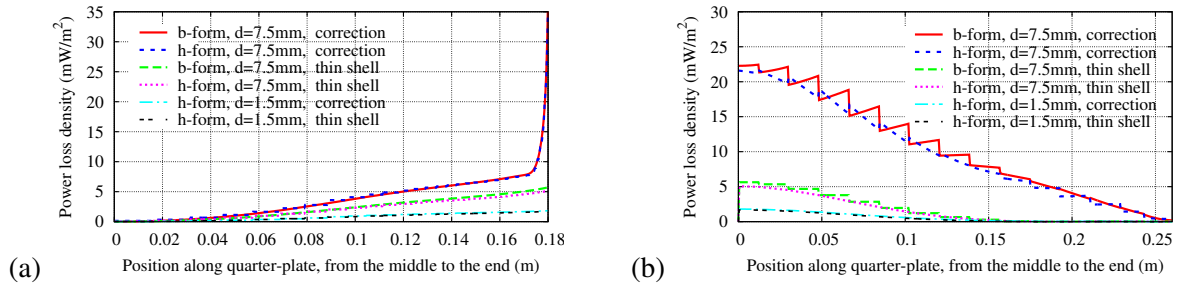 35
30
25
20
15
10
5
0
Power loss density (mW/m²)
b-form, d=7.5mm, correction
h-form, d=7.5mm, correction
b-form, d=7.5mm, thin shell
h-form, d=7.5mm, thin shell
h-form, d=1.5mm, correction
h-form, d=1.5mm, thin shell
0 0.02 0.04 0.06 0.08 0.10 0.12 0.14 0.16 0.18
Position along quarter-plate, from the middle to the end (m)
(a)
30
25
20
15
10
5
0
Power loss density (mW/m²)
b-form, d=7.5mm, correction
h-form, d=7.5mm, correction
b-form, d=7.5mm, thin shell
h-form, d=7.5mm, thin shell
h-form, d=1.5mm, correction
h-form, d=1.5mm, thin shell
0 0.05 0.1 0.15 0.2 0.25
Position along quarter-plate, from the middle to the end (m)
(b)